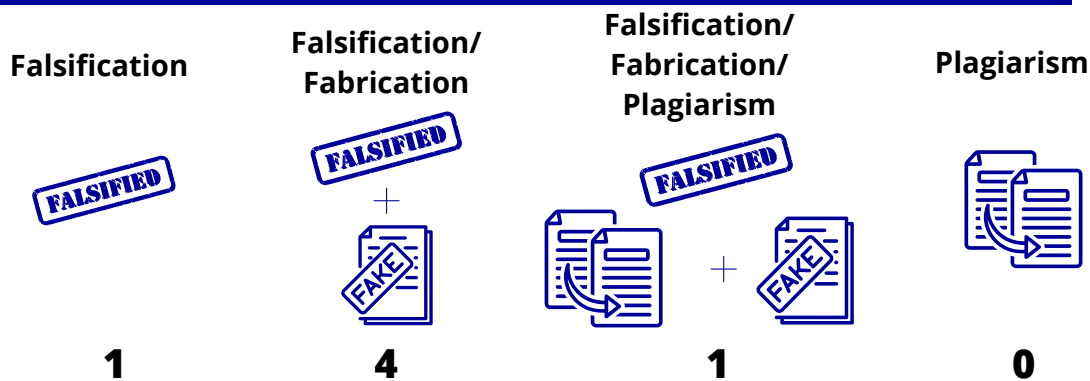 Falsification
Falsification/
Fabrication
Falsification/
Fabrication/
Plagiarism
Plagiarism
FALSIFIED
FALSIFIED
+
FAKE
FALSIFIED
+
FAKE
1
4
1
0